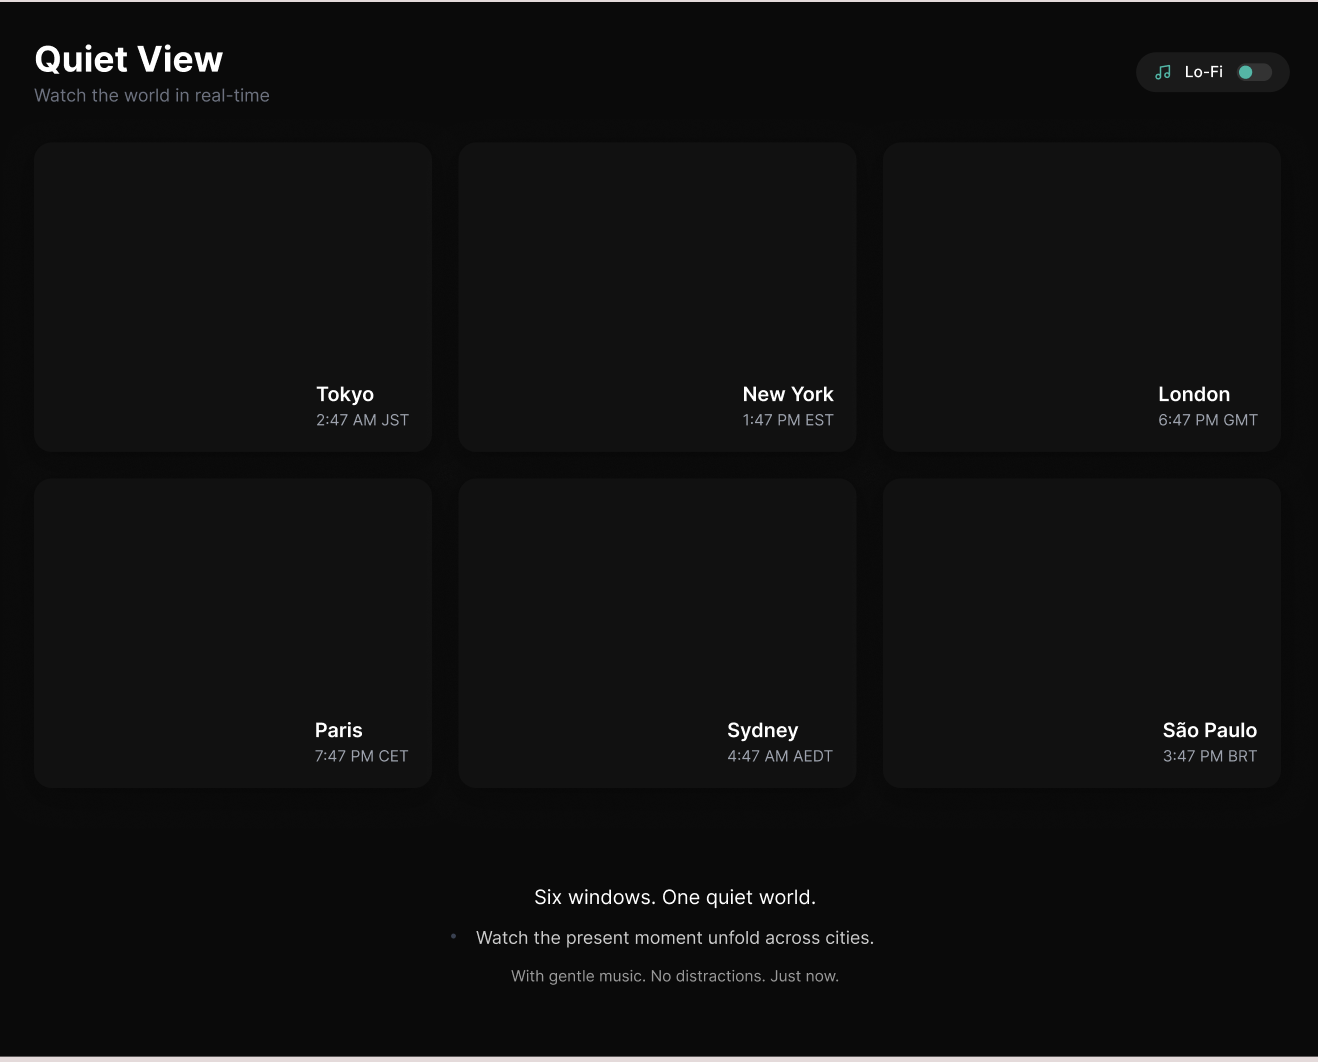 Quiet View
Watch the world in real-time
Lo-Fi
Tokyo
2:47 AM JST
New York
1:47 PM EST
London
6:47 PM GMT
Paris
7:47 PM CET
Sydney
4:47 AM AEDT
São Paulo
3:47 PM BRT
Six windows. One quiet world.
Watch the present moment unfold across cities.
With gentle music. No distractions. Just now.